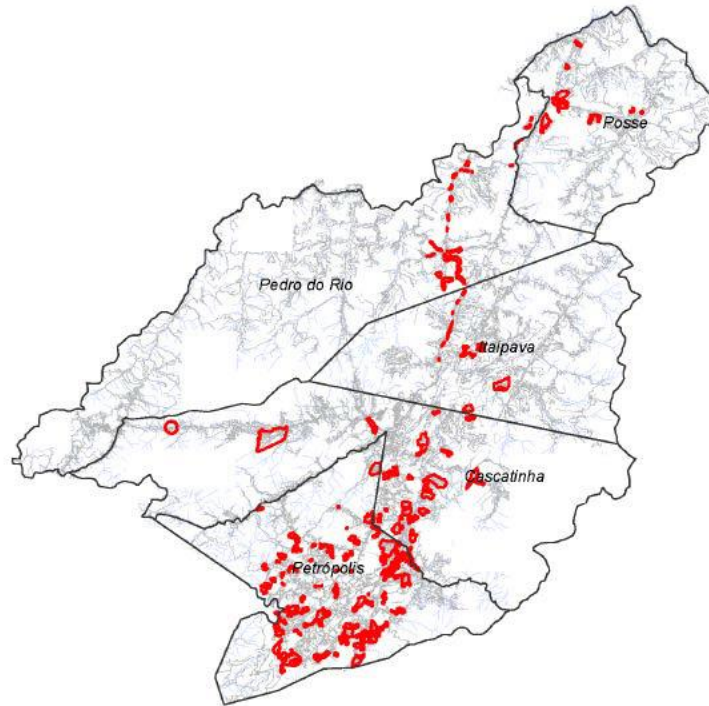 Posse
Pedro do Rio
Itaipava
Cascatinha
Petrópolis